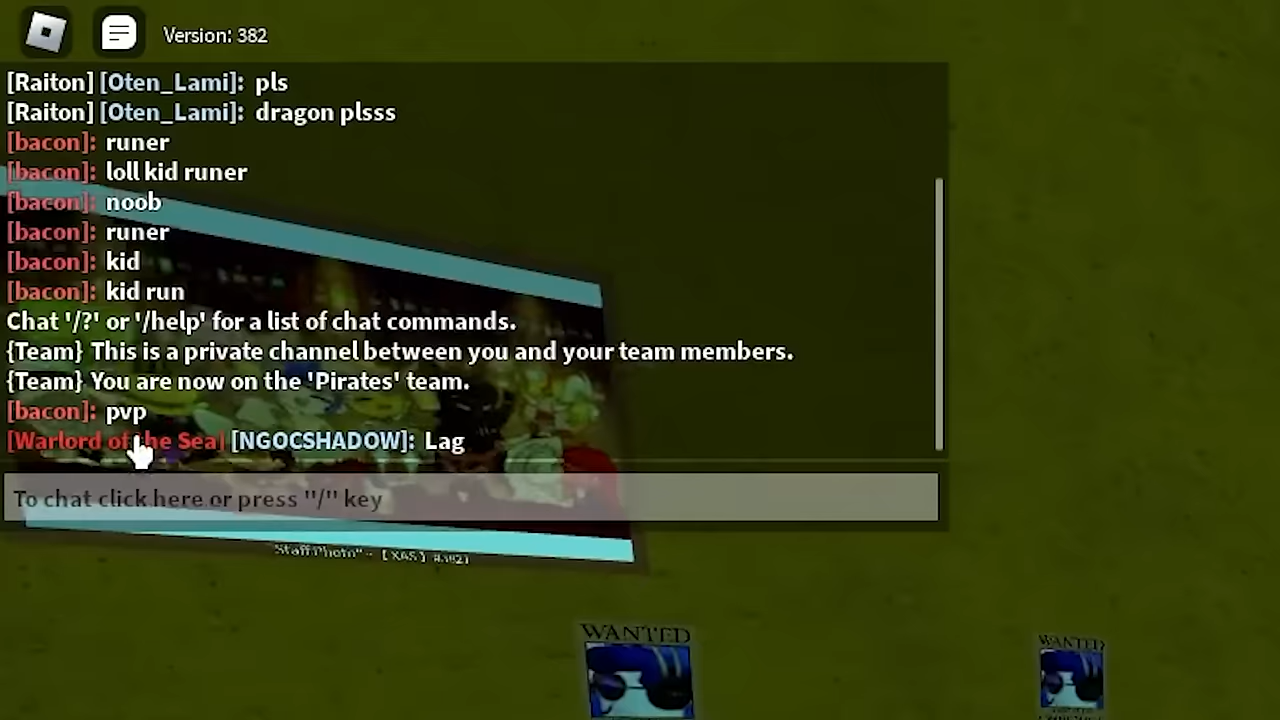 Version: 382
[Raiton] [Oten_Lami]: pls
[Raiton] [Oten_Lami]: dragon plsss
[bacon]: runer
[bacon]: loll kid runer
[bacon]: noob
[bacon]: runer
[bacon]: kid
[bacon]: kid run
Chat '/?' or '/help' for a list of chat commands.
{Team} This is a private channel between you and your team members.
{Team} You are now on the 'Pirates' team.
[bacon]: pvp
[Warlord of the Sea] [NGOCSHADOW]: Lag
To chat click here or press "/" key
Staff Photo" ~
WANTED
WANTED